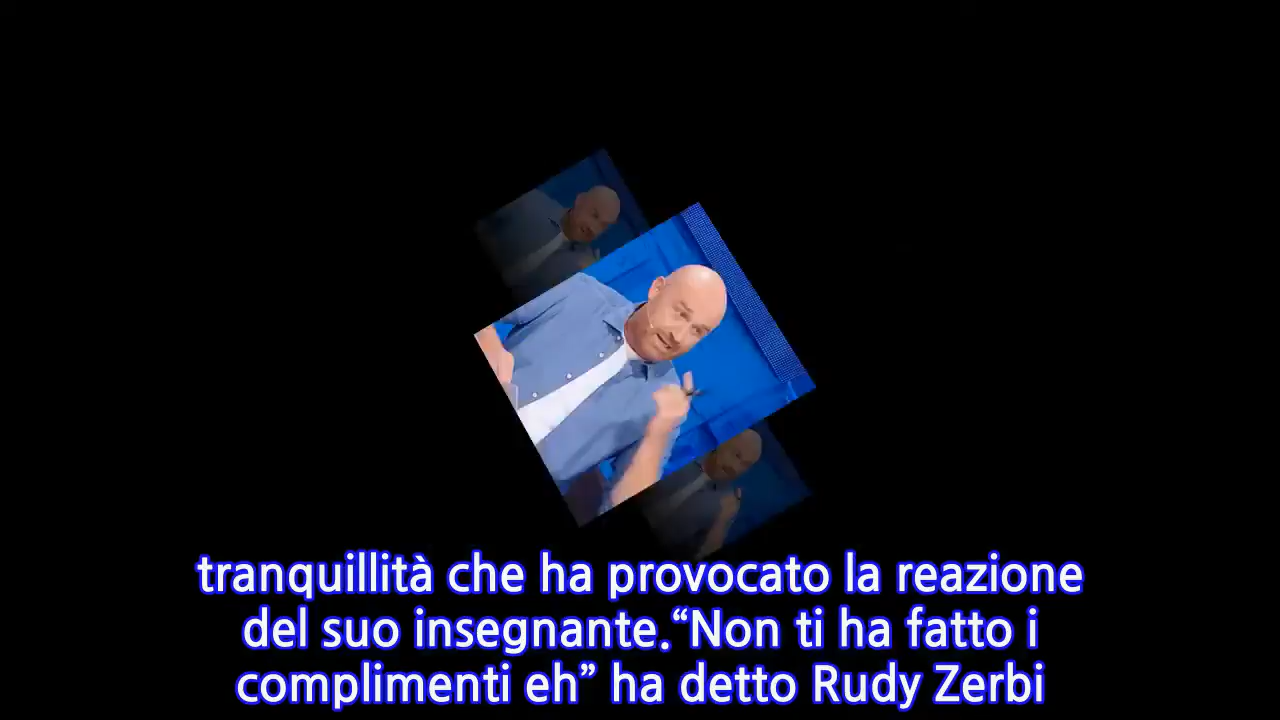 tranquillità che ha provocato la reazione
del suo insegnante.“Non ti ha fatto i
complimenti eh” ha detto Rudy Zerbi